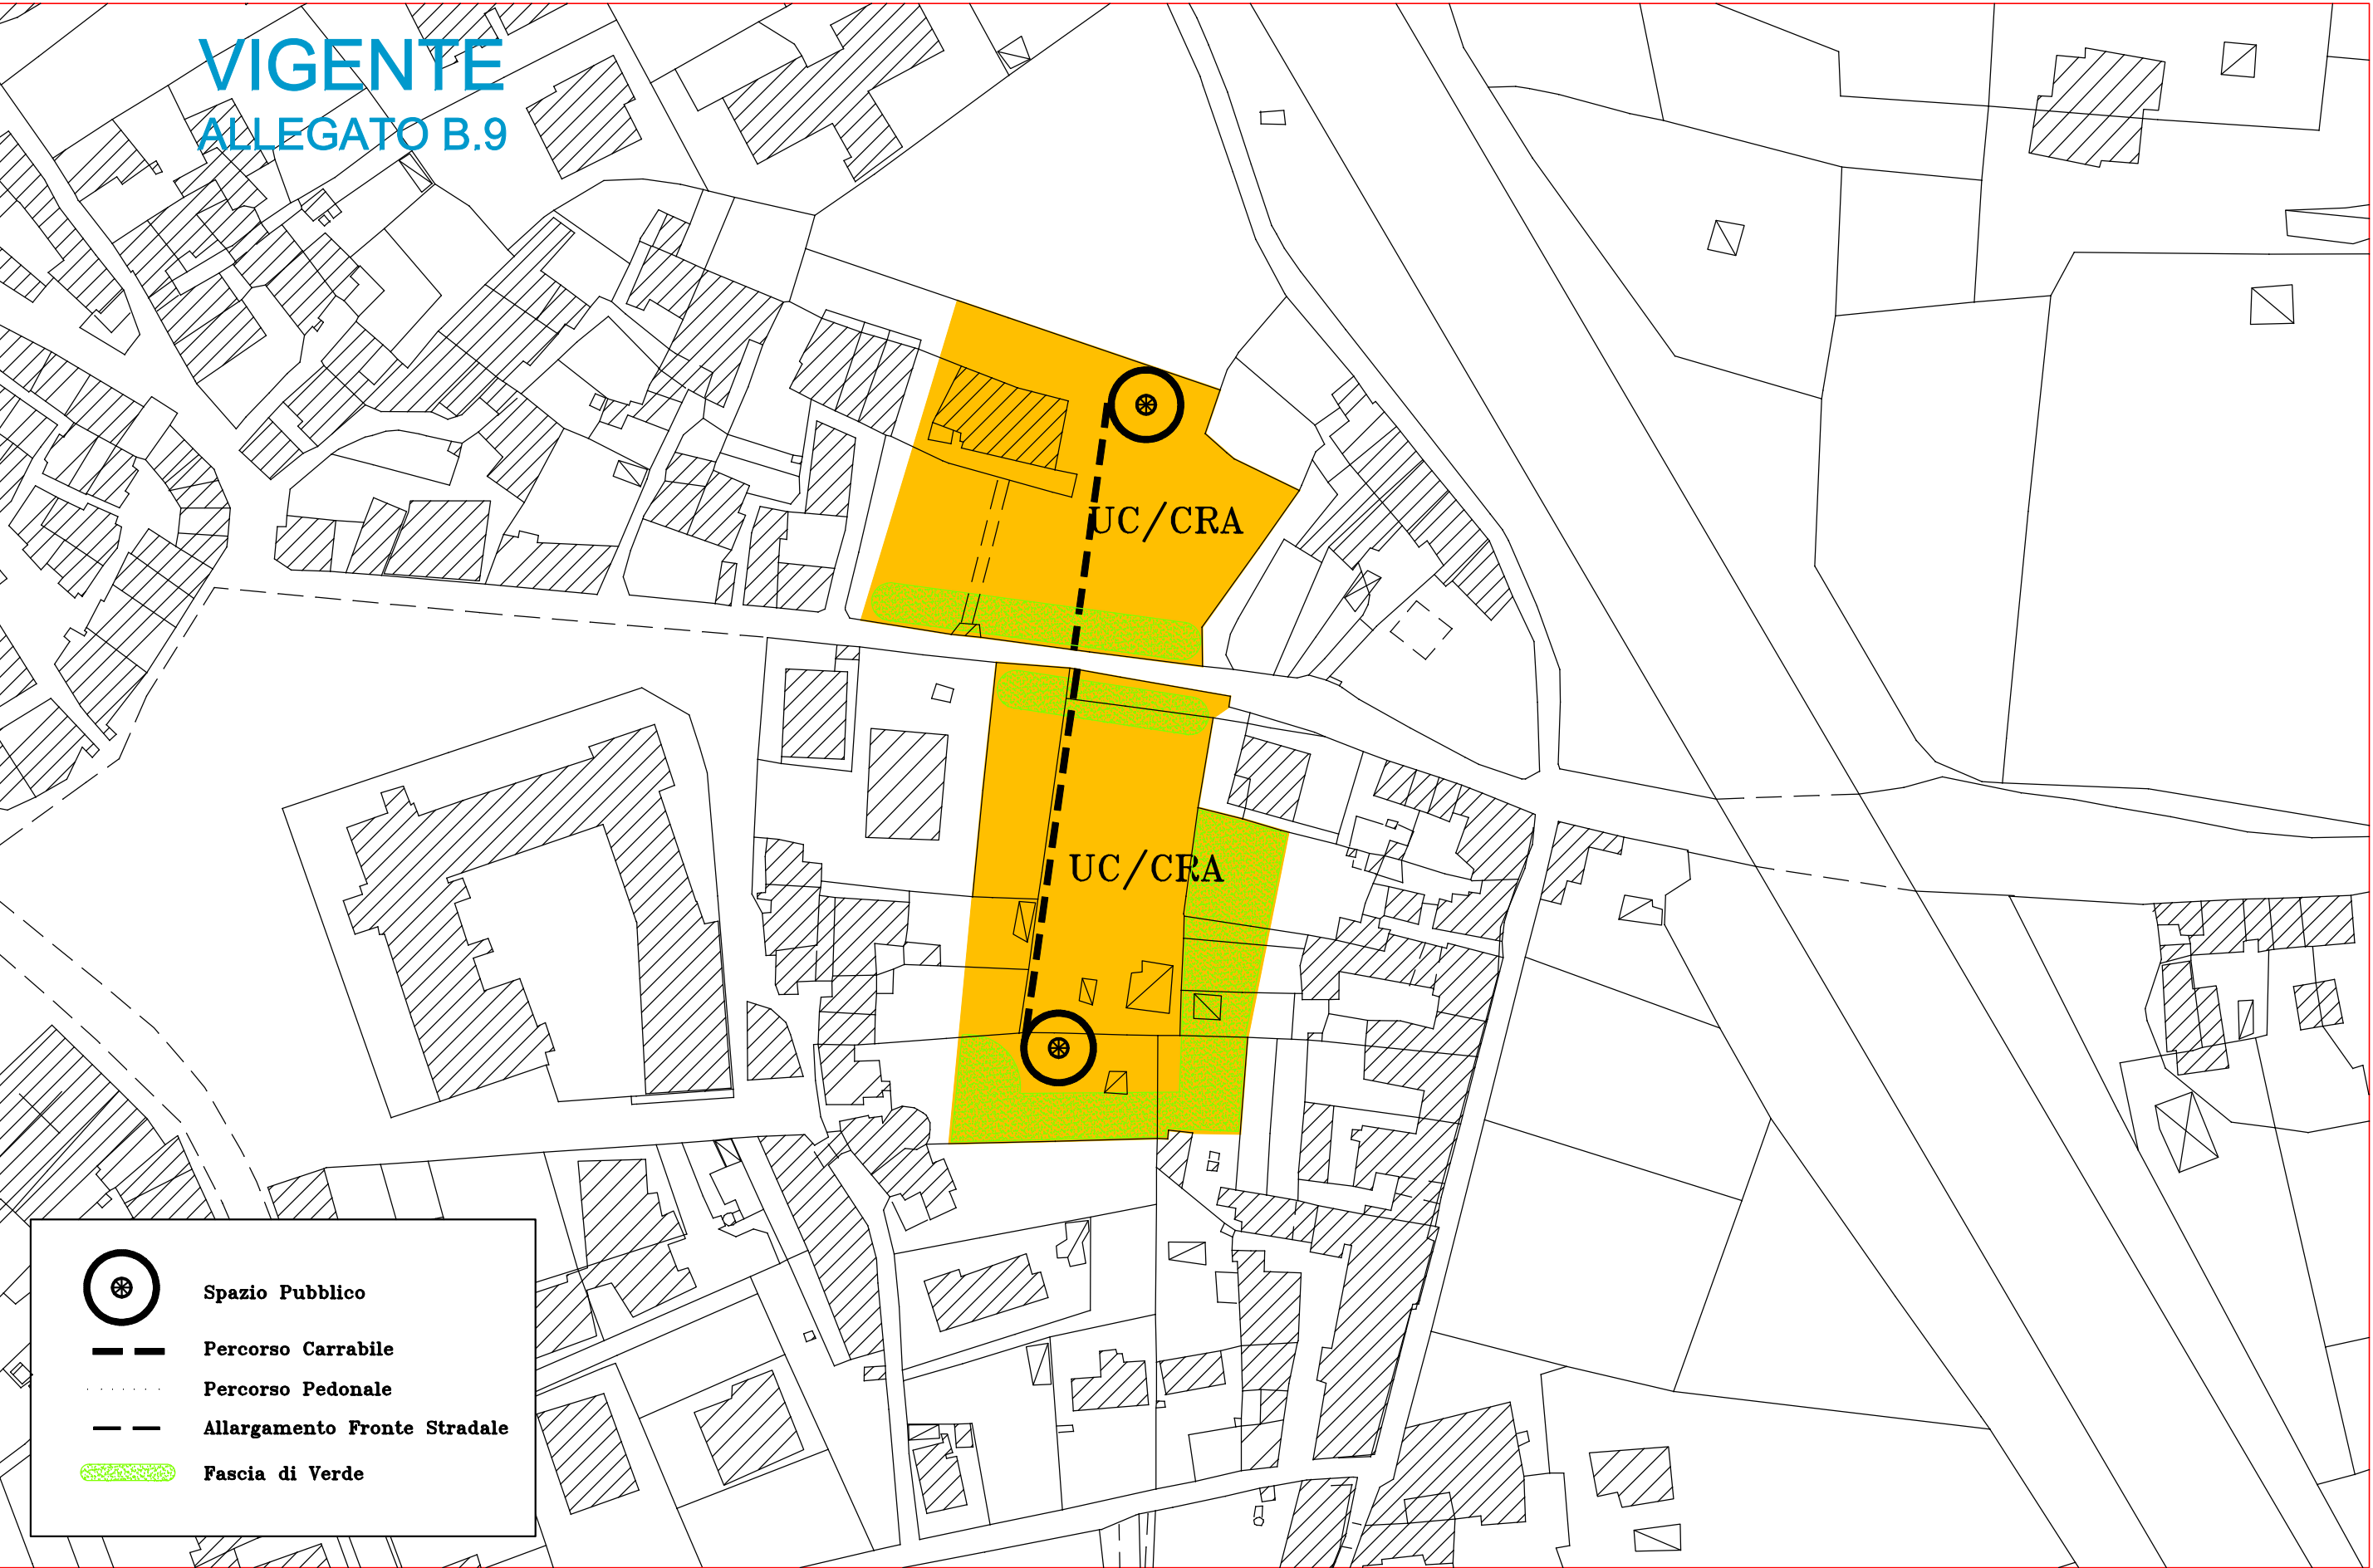 VIGENTE
ALLEGATO B.9
UC/CRA
UC/CRA
Spazio Pubblico
Percorso Carrabile
Percorso Pedonale
Allargamento Fronte Stradale
Fascia di Verde